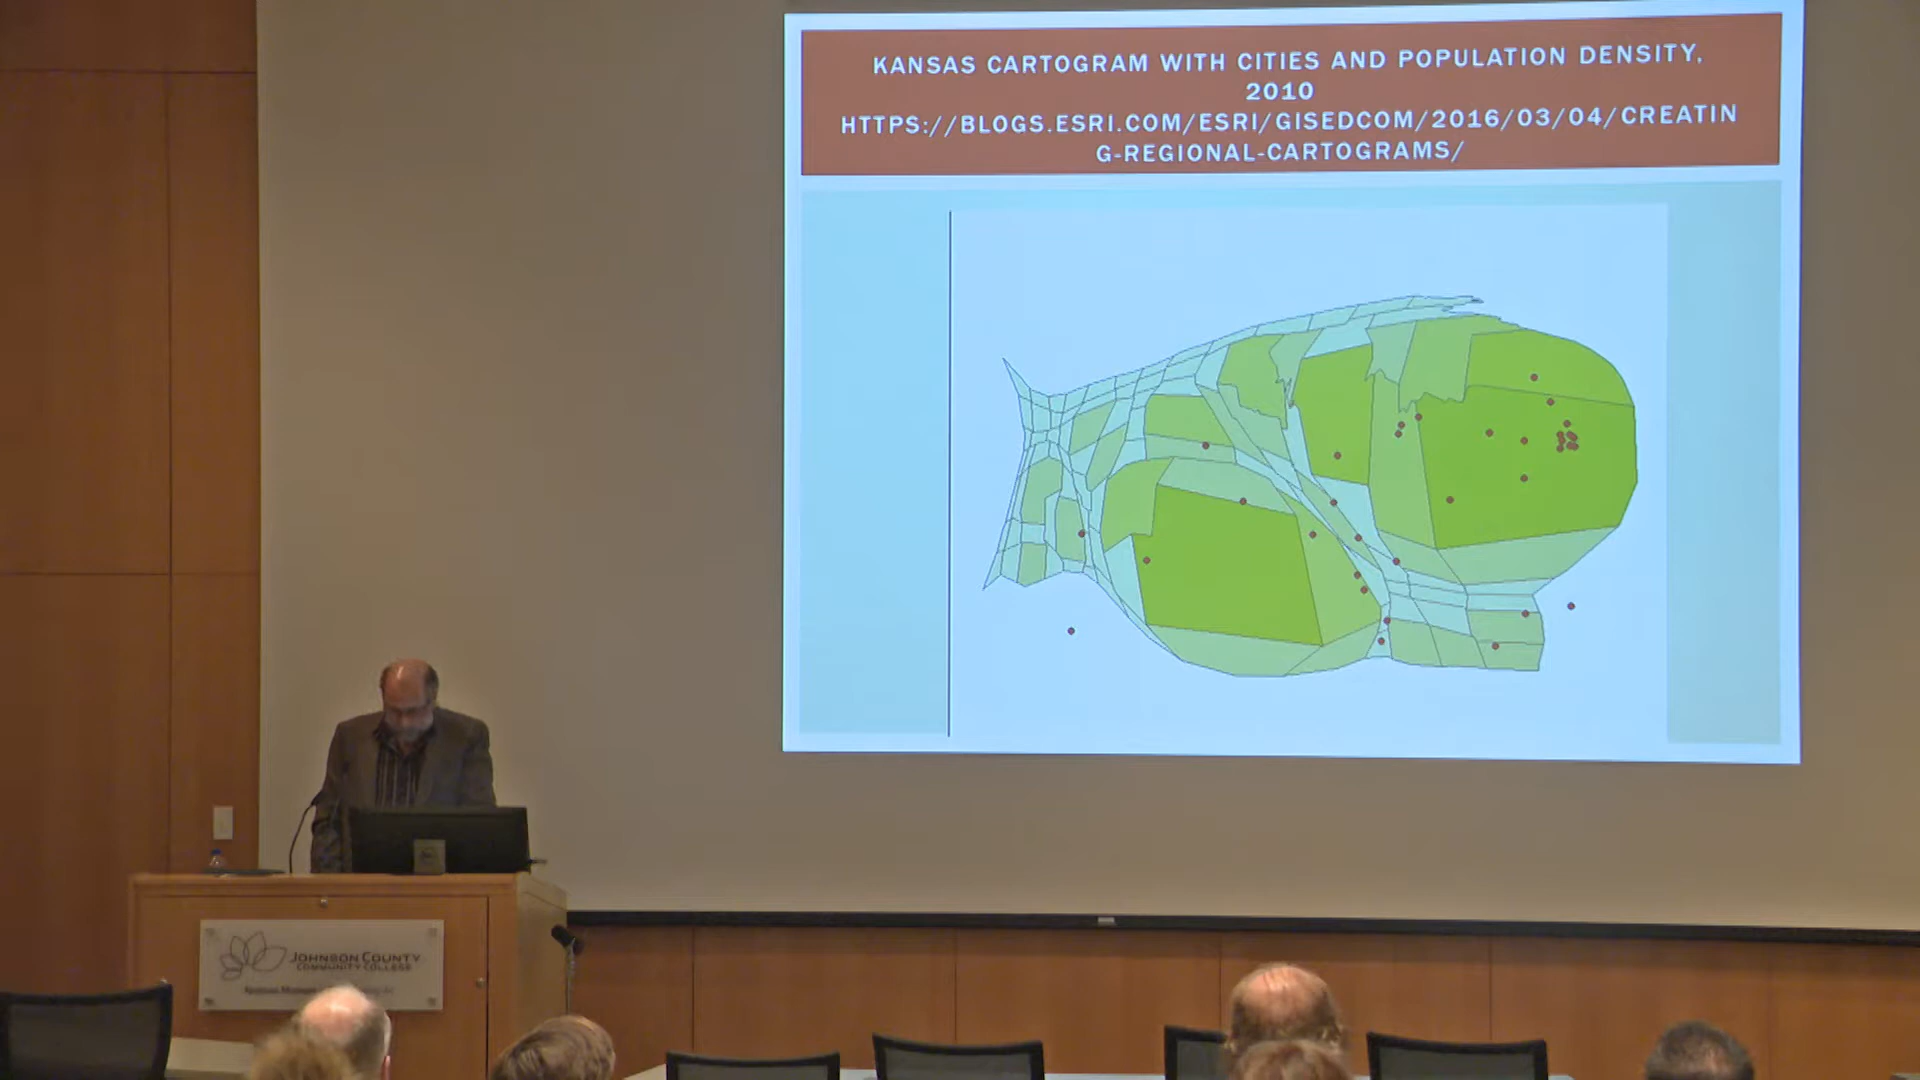 KANSAS CARTOGRAM WITH CITIES AND POPULATION DENSITY,
2010
HTTPS://BLOGS.ESRI.COM/ESRI/GISEDCOM/2016/03/04/CREATIN
G-REGIONAL-CARTOGRAMS/
JOHNSON COUNTY
COMMUNITY COLLEGE